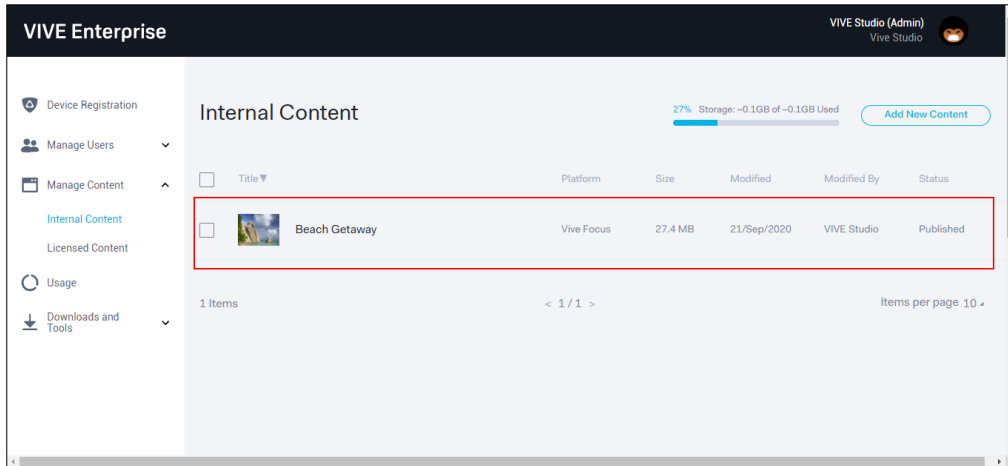 VIVE Enterprise
VIVE Studio (Admin)
Vive Studio
Device Registration
Manage Users
Manage Content
Internal Content
Licensed Content
Usage
Downloads and
Tools
Internal Content
27% Storage: ~0.1GB of ~0.1GB Used
Add New Content
Title▼ Platform Size Modified Modified By Status
Beach Getaway Vive Focus 27.4 MB 21/Sep/2020 VIVE Studio Published
1 Items < 1 / 1 > Items per page 10